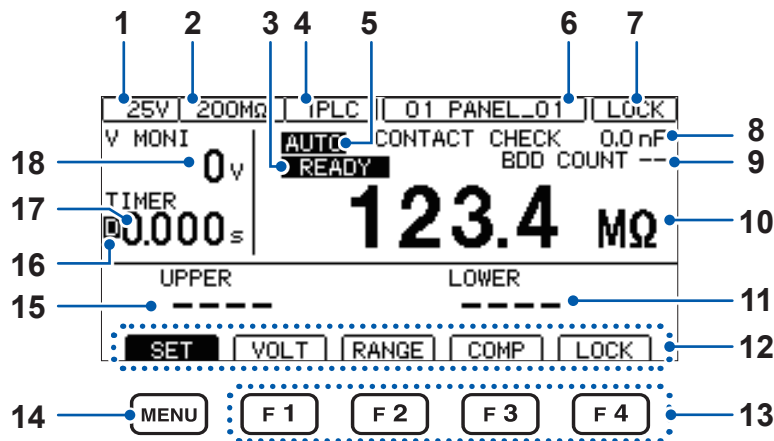 1 2 3 4 5 6 7
25V 200MΩ 1PLC 01 PANEL_01 LOCK
V MONI AUTO CONTACT CHECK 0.0 nF 8
18 0 V READY BDD COUNT -- 9
17 TIMER 123.4 MΩ 10
16 D 0.000 s
UPPER LOWER
15 ---- ---- 11
SET VOLT RANGE COMP LOCK 12
14 MENU F 1 F 2 F 3 F 4 13